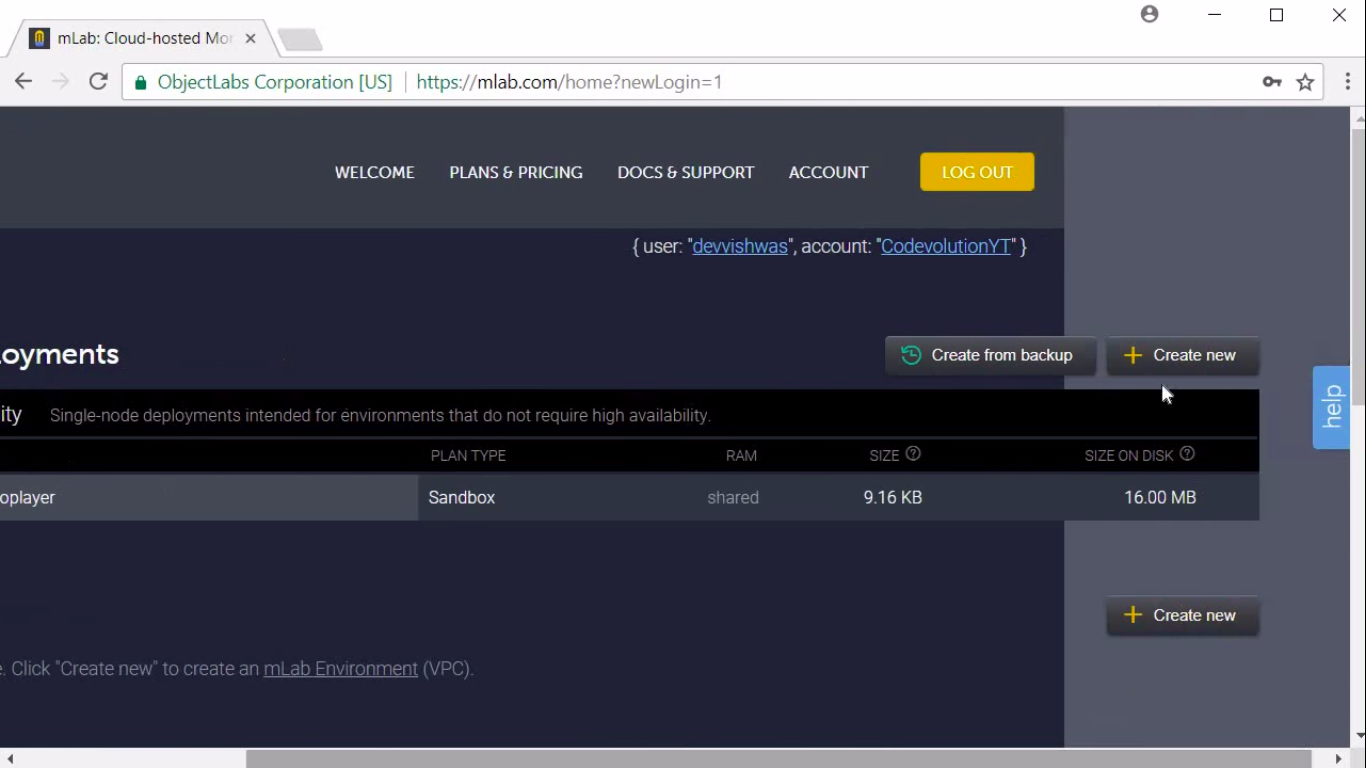 mLab: Cloud-hosted Mo
ObjectLabs Corporation [US] https://mlab.com/home?newLogin=1
WELCOME PLANS & PRICING DOCS & SUPPORT ACCOUNT LOG OUT
{ user: "devvishwas", account: "CodevolutionYT" }
loyments Create from backup Create new
ity Single-node deployments intended for environments that do not require high availability.
PLAN TYPE RAM SIZE ? SIZE ON DISK ?
oplayer Sandbox shared 9.16 KB 16.00 MB
help
Create new
e. Click "Create new" to create an mLab Environment (VPC).